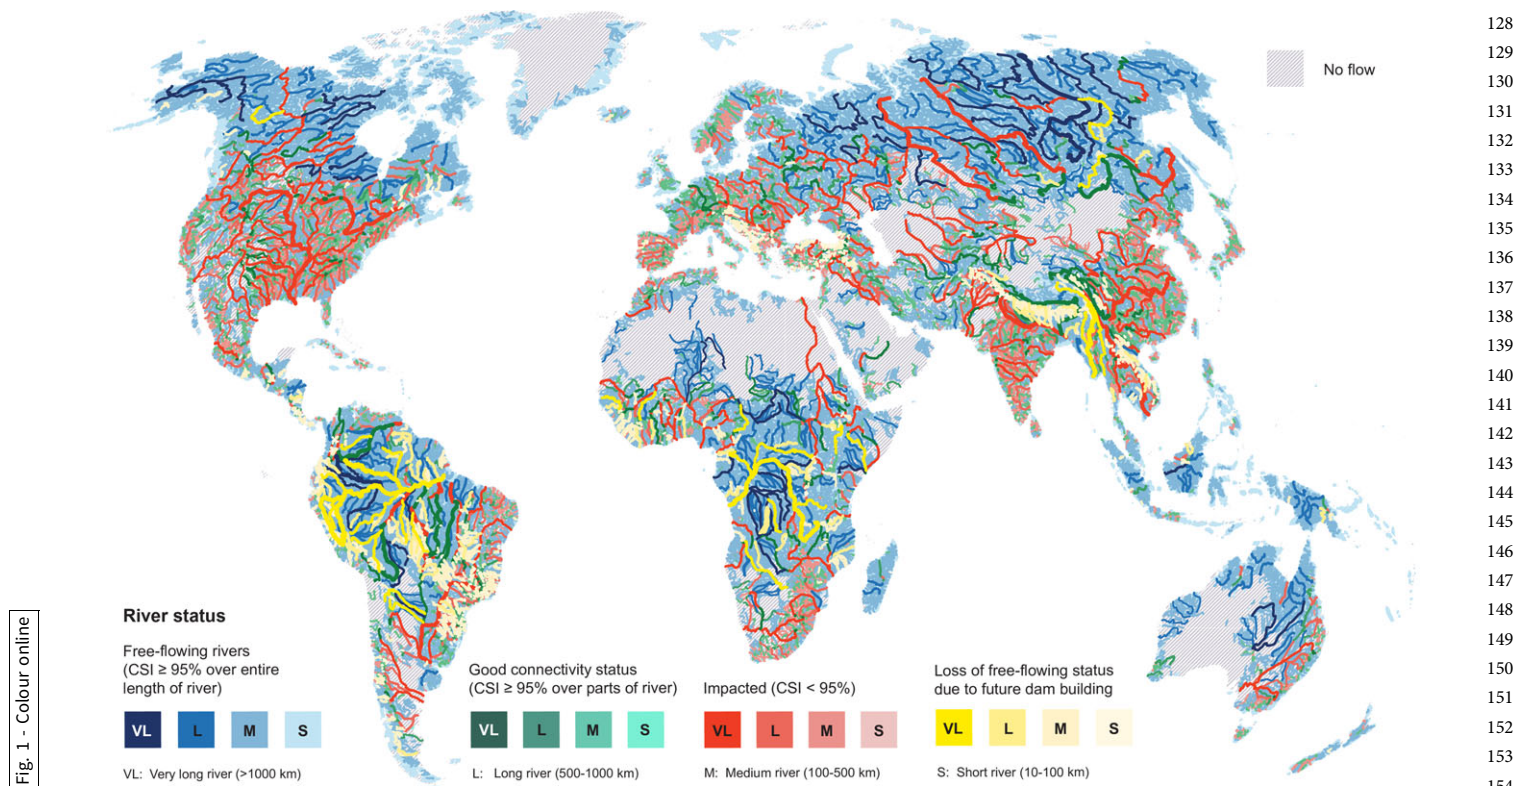 128
129
No flow
130
131
132
133
134
135
136
137
138
139
140
141
142
143
144
145
146
147
148
149
150
151
152
153
154
Fig. 1 - Colour online
River status
Free-flowing rivers
(CSI ≥ 95% over entire
length of river)
VL L M S
Good connectivity status
(CSI ≥ 95% over parts of river)
VL L M S
Impacted (CSI < 95%)
VL L M S
Loss of free-flowing status
due to future dam building
VL L M S
VL: Very long river (>1000 km)
L: Long river (500-1000 km)
M: Medium river (100-500 km)
S: Short river (10-100 km)